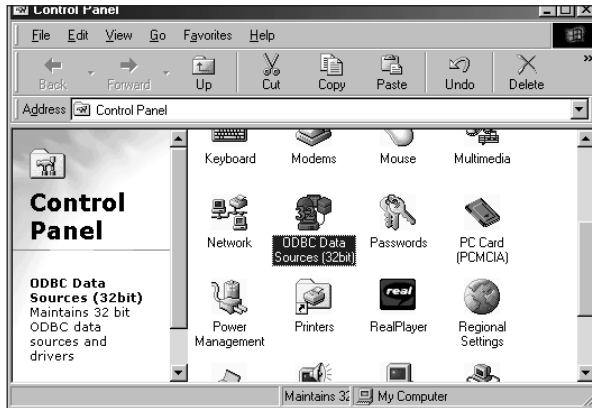 Control Panel
File Edit View Go Favorites Help
Back Forward Up Cut Copy Paste Undo Delete »
Address Control Panel
Keyboard Modems Mouse Multimedia
Control
Panel
ODBC Data
Sources (32bit)
Maintains 32 bit
ODBC data
sources and
drivers
Network
ODBC Data
Sources (32bit)
Passwords
PC Card
(PCMCIA)
32
real
Power
Management
Printers
RealPlayer
Regional
Settings
Maintains 32 My Computer